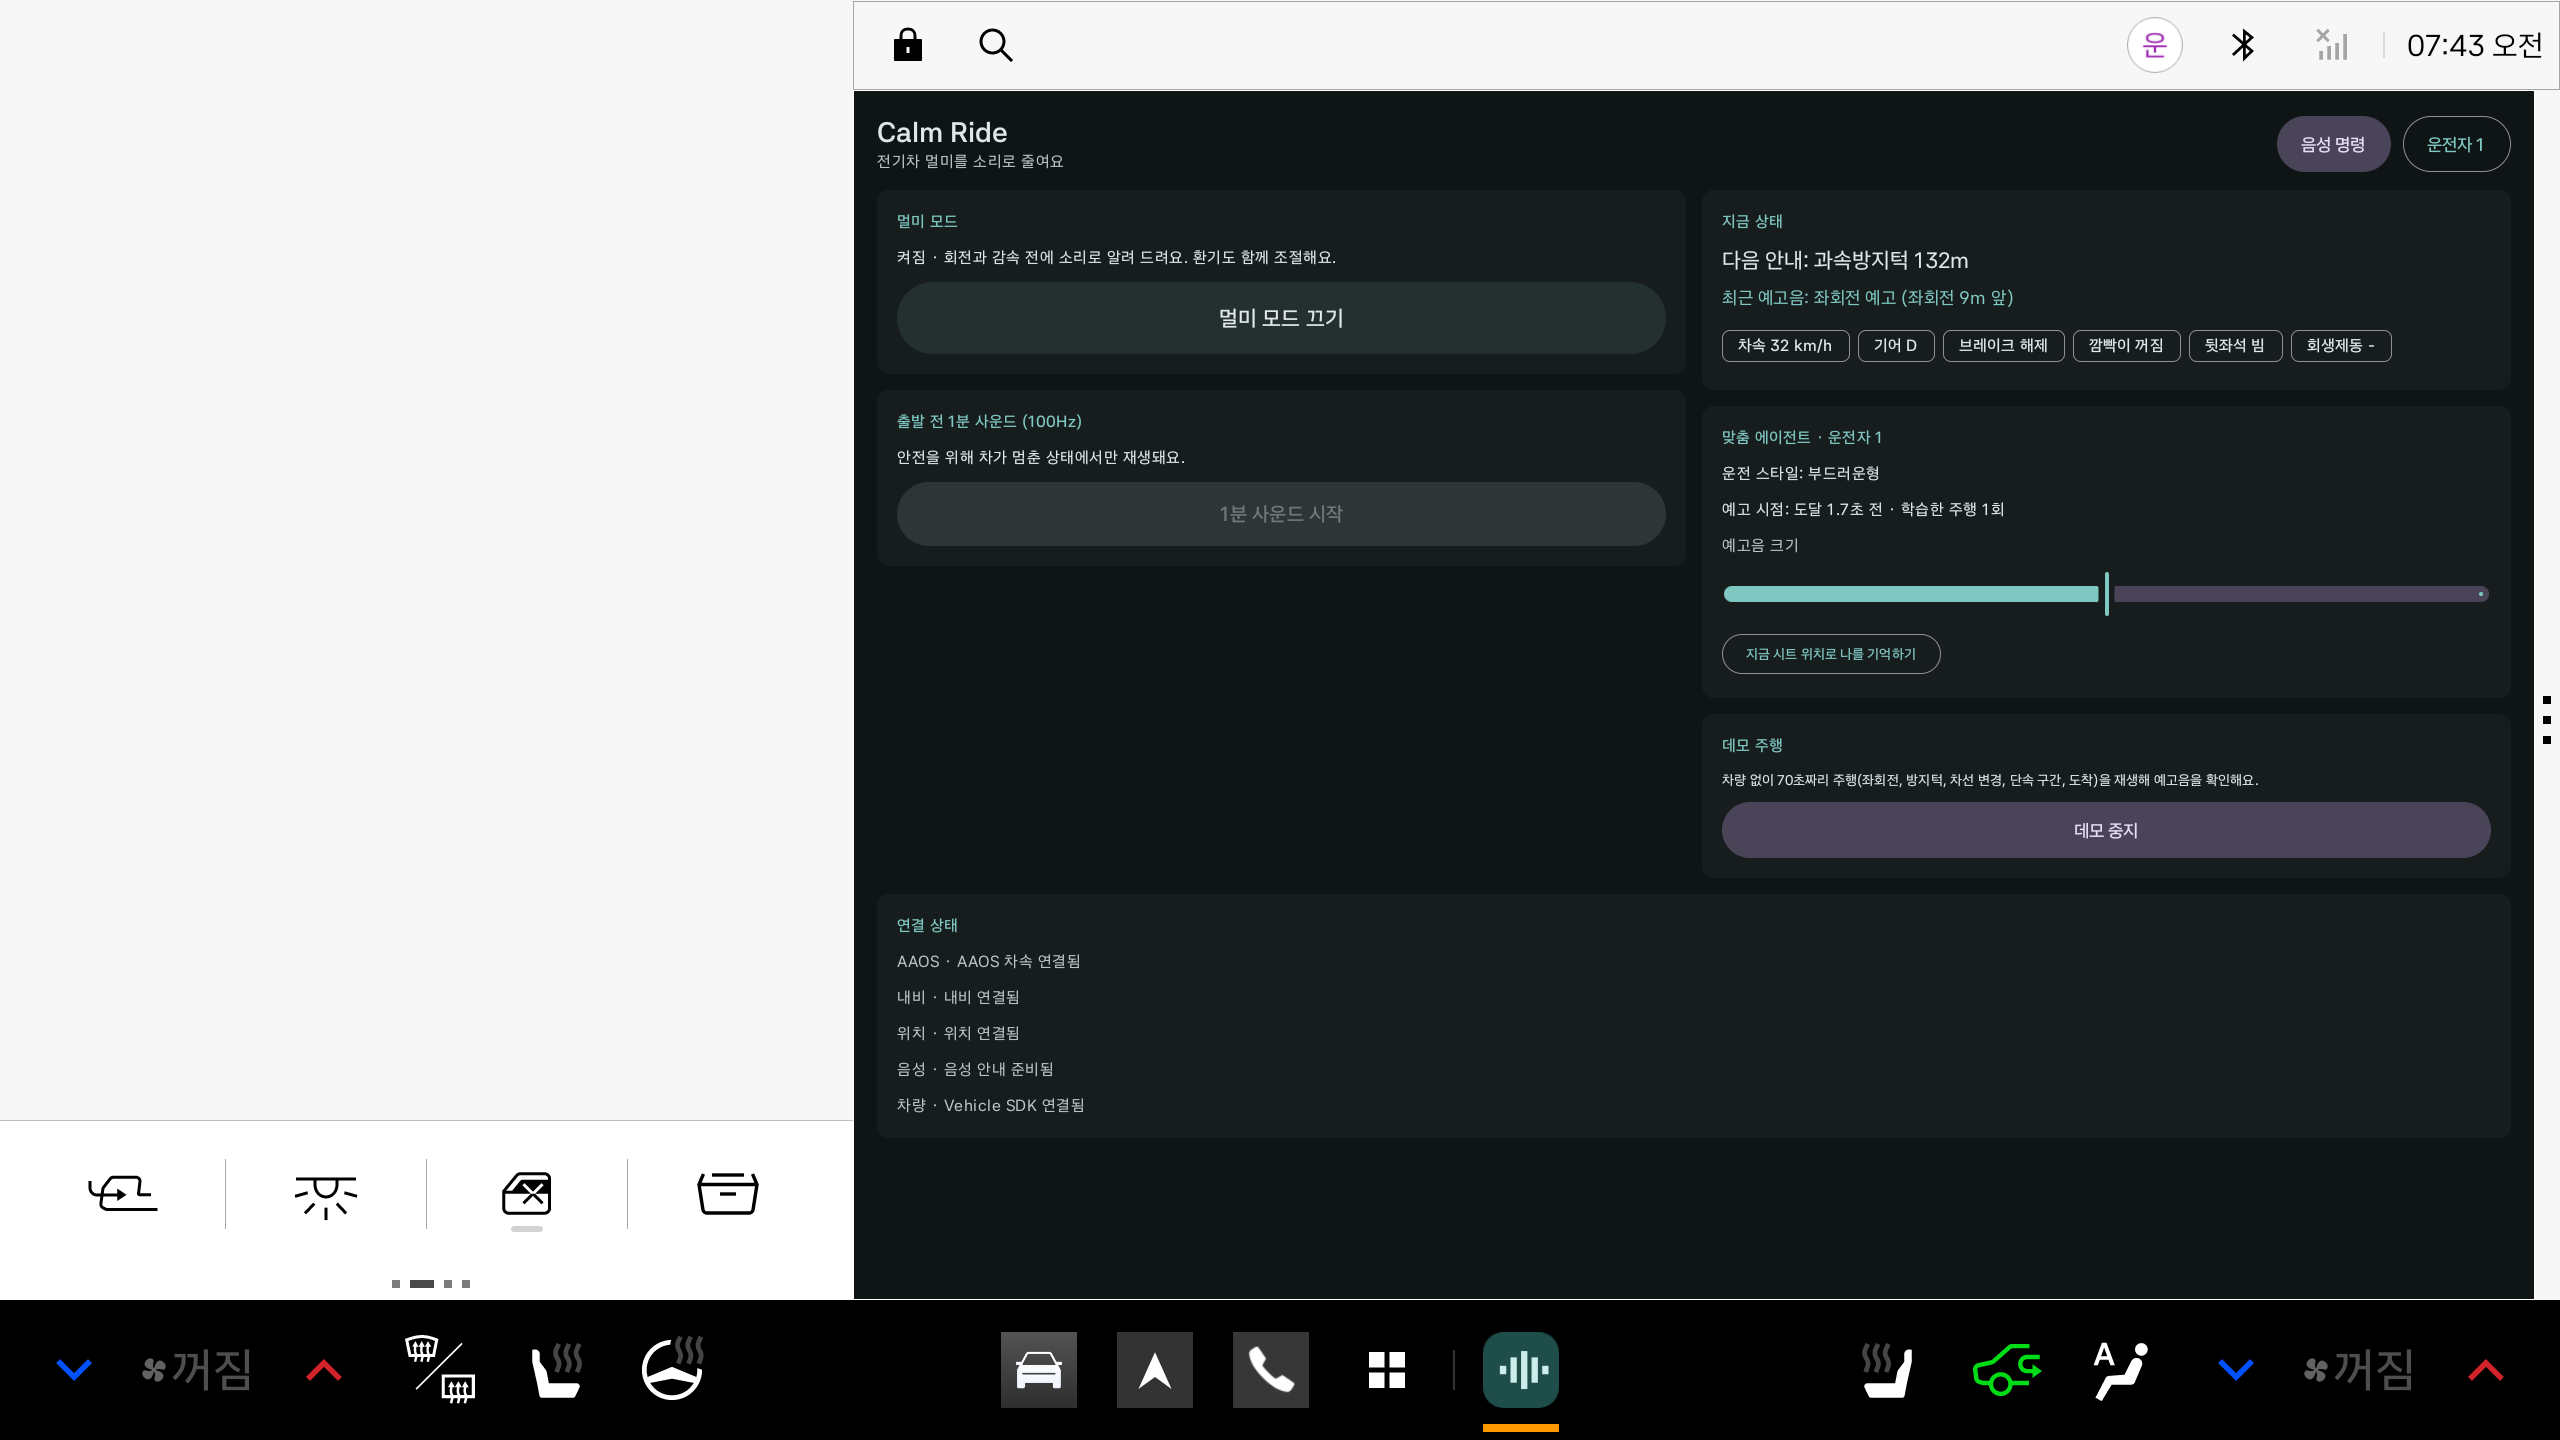 운
07:43 오전
Calm Ride
전기차 멀미를 소리로 줄여요
음성 명령
운전자 1
멀미 모드
켜짐 · 회전과 감속 전에 소리로 알려 드려요. 환기도 함께 조절해요.
멀미 모드 끄기
출발 전 1분 사운드 (100Hz)
안전을 위해 차가 멈춘 상태에서만 재생돼요.
1분 사운드 시작
지금 상태
다음 안내: 과속방지턱 132m
최근 예고음: 좌회전 예고 (좌회전 9m 앞)
차속 32 km/h
기어 D
브레이크 해제
깜빡이 꺼짐
뒷좌석 빔
회생제동 -
맞춤 에이전트 · 운전자 1
운전 스타일: 부드러운형
예고 시점: 도달 1.7초 전 · 학습한 주행 1회
예고음 크기
지금 시트 위치로 나를 기억하기
데모 주행
차량 없이 70초짜리 주행(좌회전, 방지턱, 차선 변경, 단속 구간, 도착)을 재생해 예고음을 확인해요.
데모 중지
연결 상태
AAOS · AAOS 차속 연결됨
내비 · 내비 연결됨
위치 · 위치 연결됨
음성 · 음성 안내 준비됨
차량 · Vehicle SDK 연결됨
꺼짐
A
꺼짐